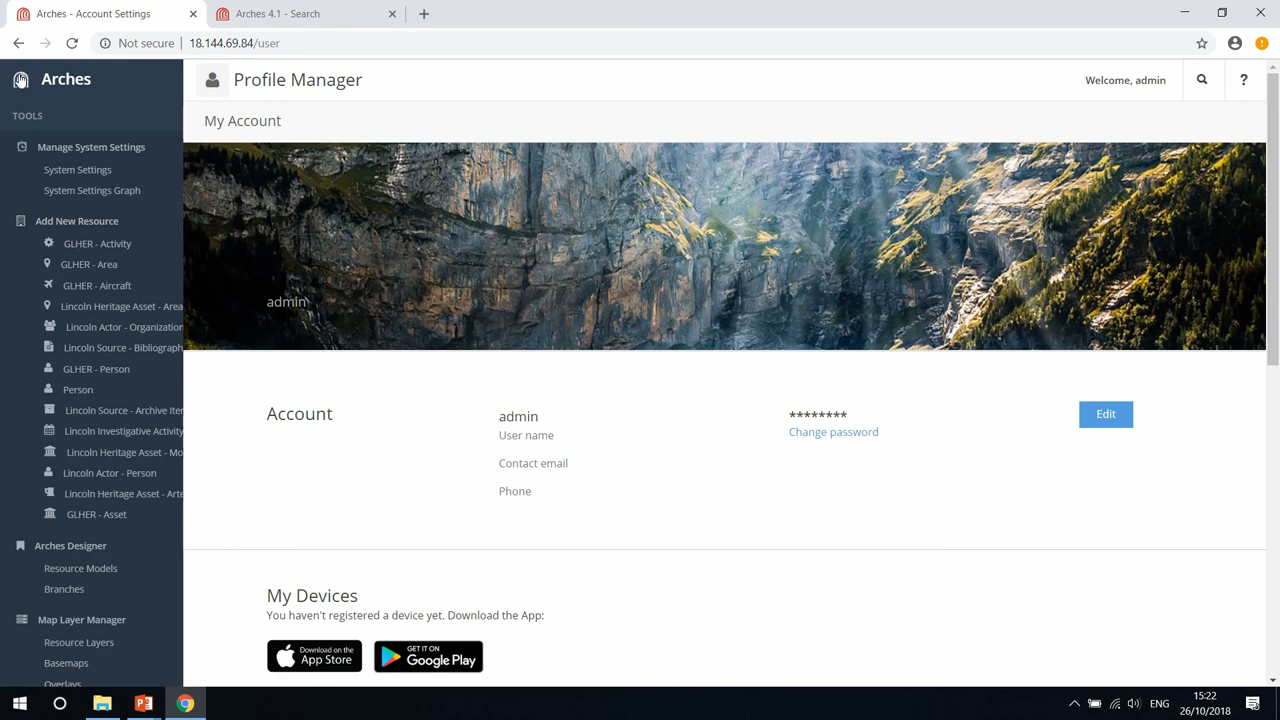 Arches - Account Settings
Arches 4.1 - Search
Not secure
18.144.69.84/user
Arches
Profile Manager
Welcome, admin
?
TOOLS
My Account
Manage System Settings
System Settings
System Settings Graph
Add New Resource
GLHER - Activity
GLHER - Area
GLHER - Aircraft
Lincoln Heritage Asset - Area
Lincoln Actor - Organization
Lincoln Source - Bibliograph
GLHER - Person
Person
Lincoln Source - Archive Iter
Lincoln Investigative Activity
Lincoln Heritage Asset - Mo
Lincoln Actor - Person
Lincoln Heritage Asset - Arte
GLHER - Asset
Arches Designer
Resource Models
Branches
Map Layer Manager
Resource Layers
Basemaps
Overlays
admin
Account
admin
User name
Contact email
Phone
********
Change password
Edit
My Devices
You haven't registered a device yet. Download the App:
Download on the
App Store
GET IT ON
Google Play
ENG
15:22
26/10/2018